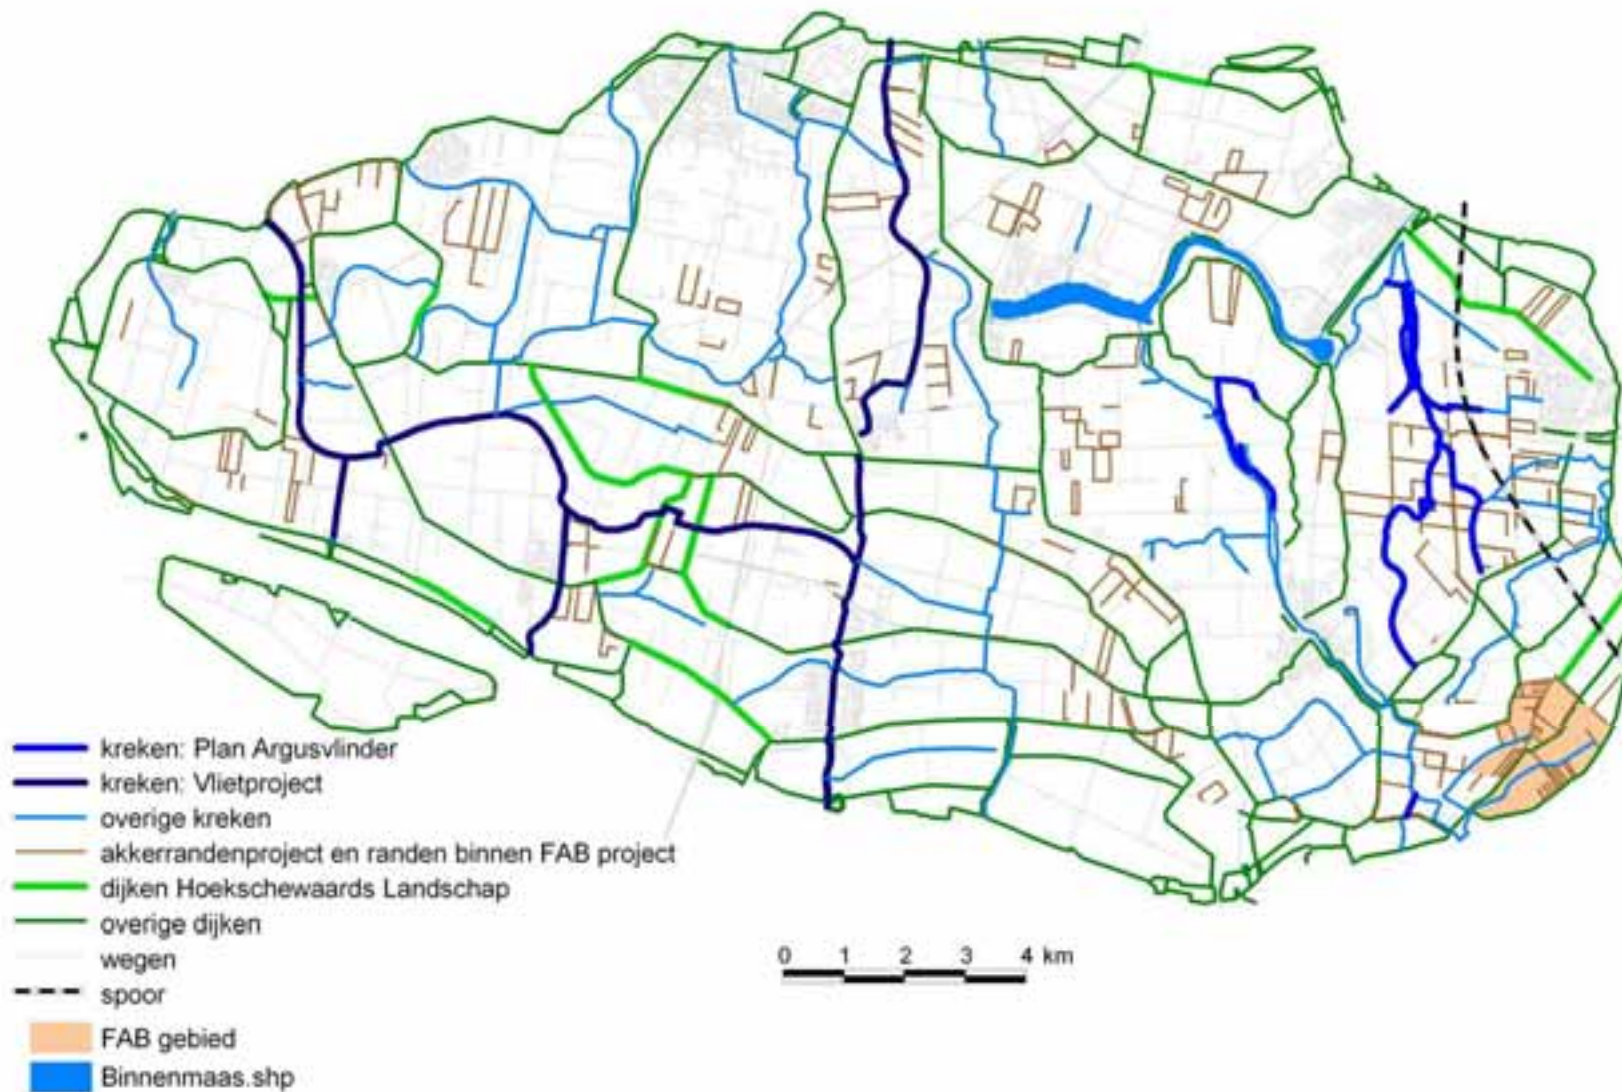 kreken: Plan Argusvlinder
kreken: Vlietproject
overige kreken
akkerrandenproject en randen binnen FAB project
dijken Hoekschewaards Landschap
overige dijken
wegen
spoor
FAB gebied
Binnenmaas.shp
0 1 2 3 4 km